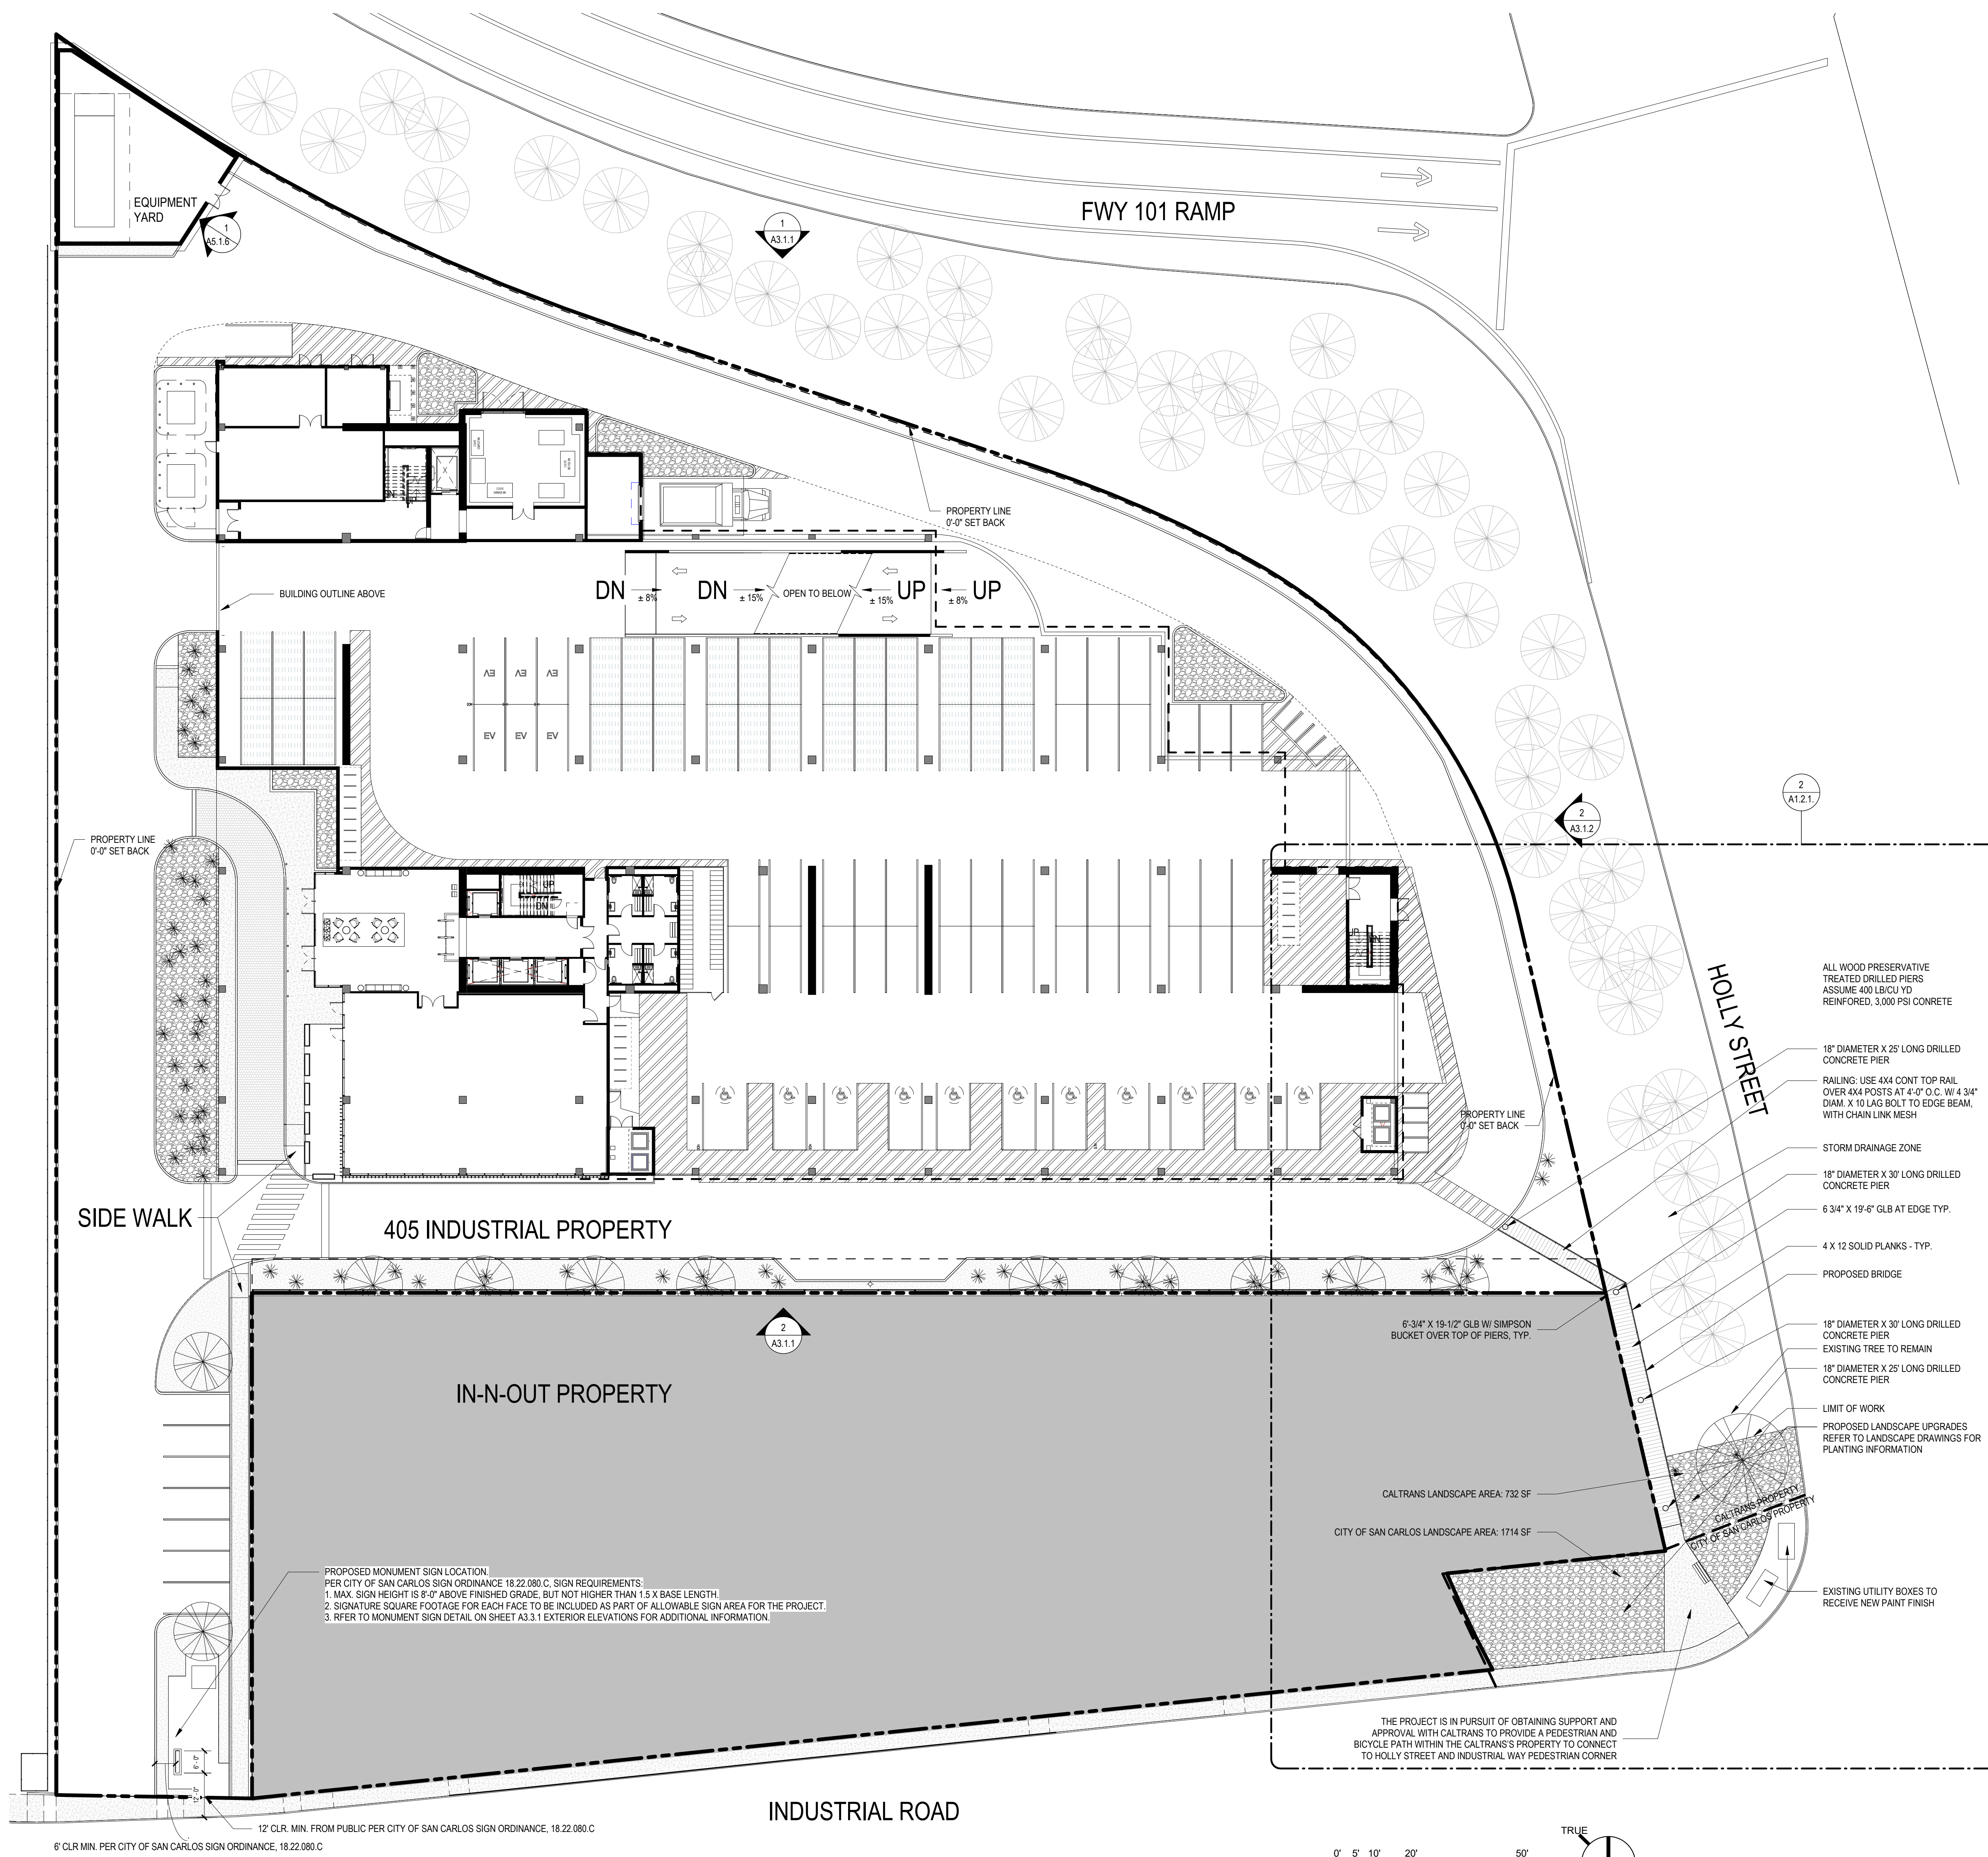 FWY 101 RAMP
EQUIPMENT
YARD
1
A5.1.6
1
A3.1.1
PROPERTY LINE
0'-0" SET BACK
BUILDING OUTLINE ABOVE
DN
± 8%
DN
± 15%
OPEN TO BELOW
± 15%
UP
± 8%
UP
EV EV EV
EV EV EV
2
A3.1.2
2
A1.2.1.
PROPERTY LINE
0'-0" SET BACK
UP
DN
UP
HOLLY STREET
ALL WOOD PRESERVATIVE
TREATED DRILLED PIERS
ASSUME 400 LB/CU YD
REINFORED, 3,000 PSI CONRETE
18" DIAMETER X 25' LONG DRILLED
CONCRETE PIER
RAILING: USE 4X4 CONT TOP RAIL
OVER 4X4 POSTS AT 4'-0" O.C. W/ 4 3/4"
DIAM. X 10 LAG BOLT TO EDGE BEAM,
WITH CHAIN LINK MESH
PROPERTY LINE
0'-0" SET BACK
STORM DRAINAGE ZONE
18" DIAMETER X 30' LONG DRILLED
CONCRETE PIER
6 3/4" X 19'-6" GLB AT EDGE TYP.
4 X 12 SOLID PLANKS - TYP.
PROPOSED BRIDGE
SIDE WALK
405 INDUSTRIAL PROPERTY
2
A3.1.1
6'-3/4" X 19-1/2" GLB W/ SIMPSON
BUCKET OVER TOP OF PIERS, TYP.
18" DIAMETER X 30' LONG DRILLED
CONCRETE PIER
EXISTING TREE TO REMAIN
18" DIAMETER X 25' LONG DRILLED
CONCRETE PIER
LIMIT OF WORK
PROPOSED LANDSCAPE UPGRADES
REFER TO LANDSCAPE DRAWINGS FOR
PLANTING INFORMATION
IN-N-OUT PROPERTY
CALTRANS LANDSCAPE AREA: 732 SF
CALTRANS PROPERTY
CITY OF SAN CARLOS PROPERTY
CITY OF SAN CARLOS LANDSCAPE AREA: 1714 SF
PROPOSED MONUMENT SIGN LOCATION.
PER CITY OF SAN CARLOS SIGN ORDINANCE 18.22.080.C, SIGN REQUIREMENTS:
1. MAX. SIGN HEIGHT IS 8'-0" ABOVE FINISHED GRADE, BUT NOT HIGHER THAN 1.5 X BASE LENGTH.
2. SIGNATURE SQUARE FOOTAGE FOR EACH FACE TO BE INCLUDED AS PART OF ALLOWABLE SIGN AREA FOR THE PROJECT.
3. RFER TO MONUMENT SIGN DETAIL ON SHEET A3.3.1 EXTERIOR ELEVATIONS FOR ADDITIONAL INFORMATION.
EXISTING UTILITY BOXES TO
RECEIVE NEW PAINT FINISH
THE PROJECT IS IN PURSUIT OF OBTAINING SUPPORT AND
APPROVAL WITH CALTRANS TO PROVIDE A PEDESTRIAN AND
BICYCLE PATH WITHIN THE CALTRANS'S PROPERTY TO CONNECT
TO HOLLY STREET AND INDUSTRIAL WAY PEDESTRIAN CORNER
6'-0"
12'-0"
INDUSTRIAL ROAD
12' CLR. MIN. FROM PUBLIC PER CITY OF SAN CARLOS SIGN ORDINANCE, 18.22.080.C
6' CLR MIN. PER CITY OF SAN CARLOS SIGN ORDINANCE, 18.22.080.C
TRUE
0' 5' 10' 20' 50'